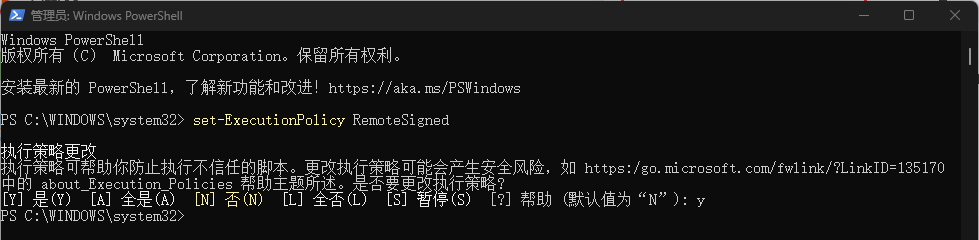 管理员: Windows PowerShell
Windows PowerShell
版权所有 (C) Microsoft Corporation。保留所有权利。
安装最新的 PowerShell，了解新功能和改进！https://aka.ms/PSWindows
PS C:\WINDOWS\system32> set-ExecutionPolicy RemoteSigned
执行策略更改
执行策略可帮助你防止执行不信任的脚本。更改执行策略可能会产生安全风险，如 https:/go.microsoft.com/fwlink/?LinkID=135170
中的 about_Execution_Policies 帮助主题所述。是否要更改执行策略?
[Y] 是(Y)  [A] 全是(A)  [N] 否(N)  [L] 全否(L)  [S] 暂停(S)  [?] 帮助 (默认值为“N”): y
PS C:\WINDOWS\system32>